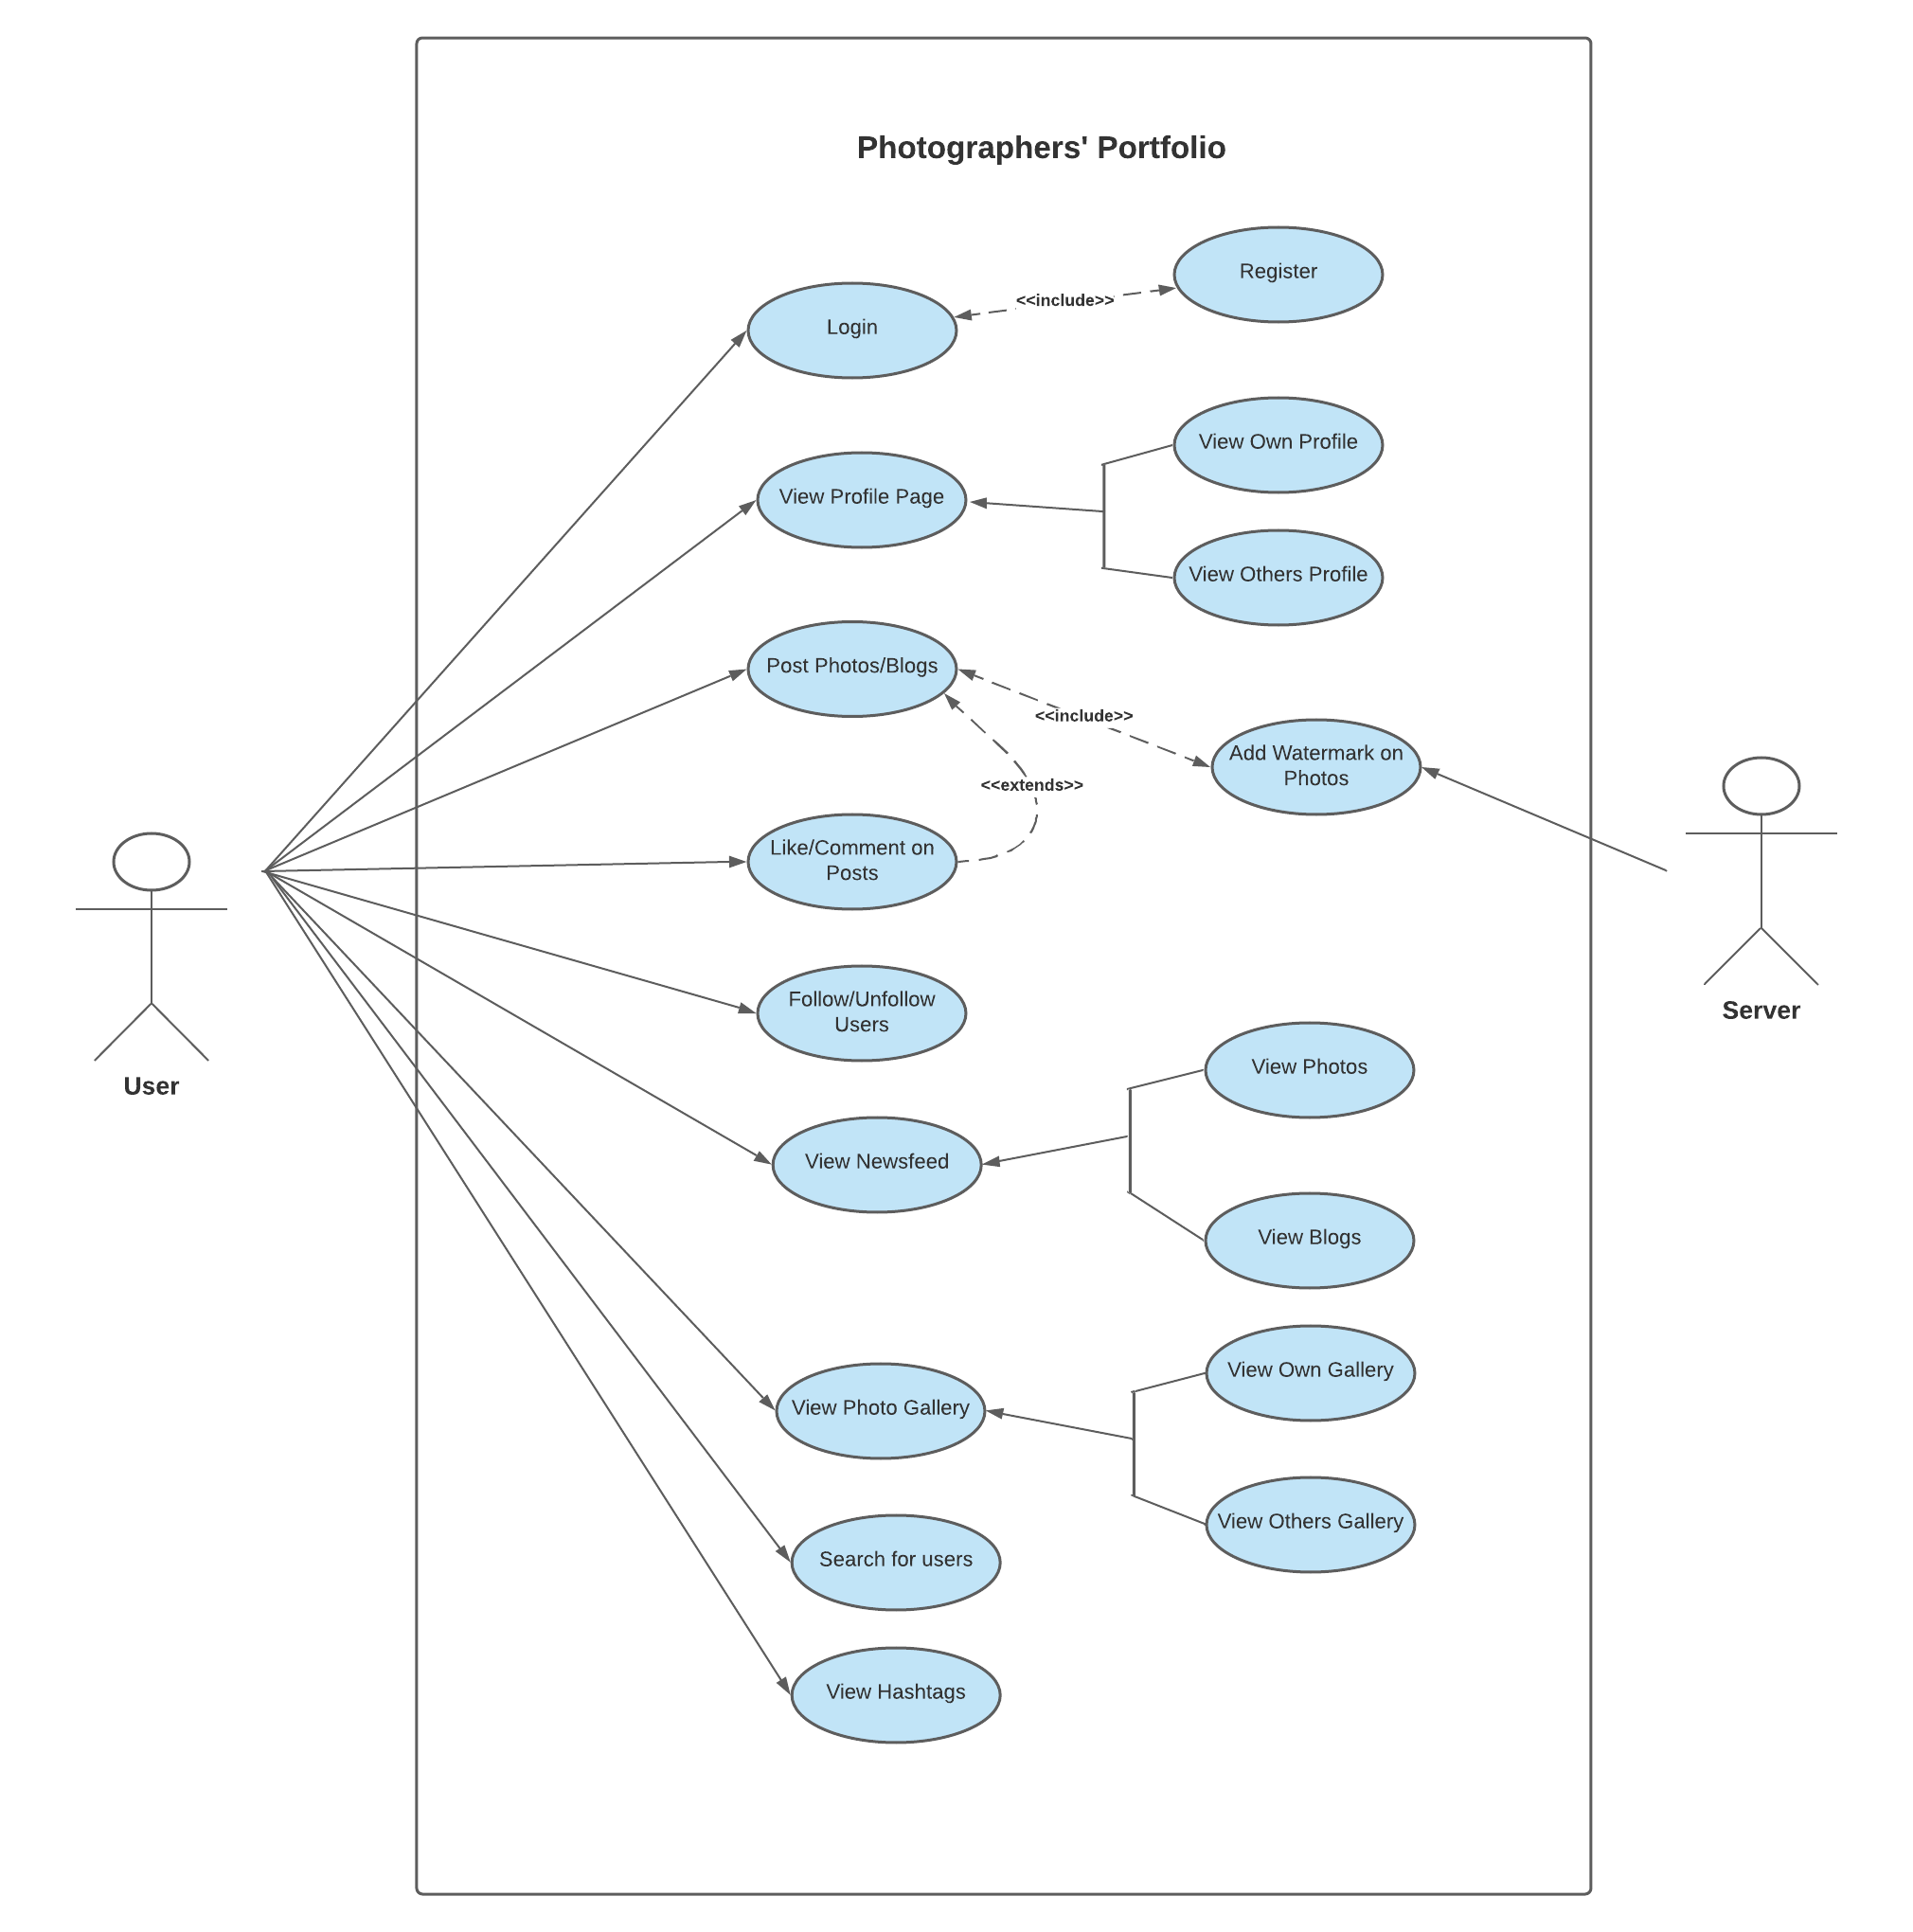 Photographers' Portfolio
Register
<<include>>
Login
View Own Profile
View Profile Page
View Others Profile
Post Photos/Blogs
<<include>>
Add Watermark on
Photos
<<extends>>
Like/Comment on
Posts
Follow/Unfollow
Users
Server
User
View Photos
View Newsfeed
View Blogs
View Own Gallery
View Photo Gallery
View Others Gallery
Search for users
View Hashtags